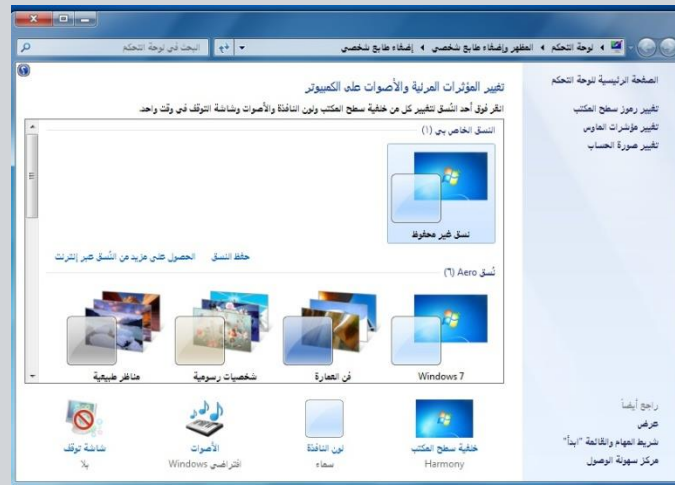 لوحة التحكم ◂ المظهر وإضفاء طابع شخصي ◂ إضفاء طابع شخصي
البحث في لوحة التحكم
الصفحة الرئيسية للوحة التحكم
تغيير رموز سطح المكتب
تغيير مؤشرات الماوس
تغيير صورة الحساب
تغيير المؤثرات المرئية والأصوات على الكمبيوتر
انقر فوق أحد النُسق لتغيير كل من خلفية سطح المكتب ولون النافذة والأصوات وشاشة التوقف في وقت واحد.
النسق الخاص بي (١)
نسق غير محفوظ
حفظ النسق
الحصول على مزيد من النُسق عبر إنترنت
نُسق Aero (٦)
Windows 7
فن العمارة
شخصيات رسومية
مناظر طبيعية
خلفية سطح المكتب
Harmony
لون النافذة
سماء
الأصوات
افتراضي Windows
شاشة توقف
بلا
راجع أيضاً
عرض
شريط المهام والقائمة "ابدأ"
مركز سهولة الوصول